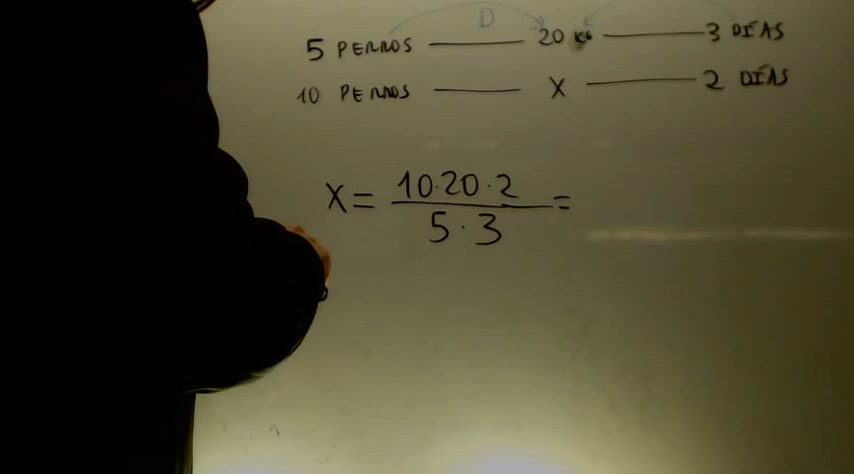 D
5 PERROS — 20 KG — 3 DÍAS
10 PERROS — X — 2 DÍAS
X = 10·20·2 / 5·3 =